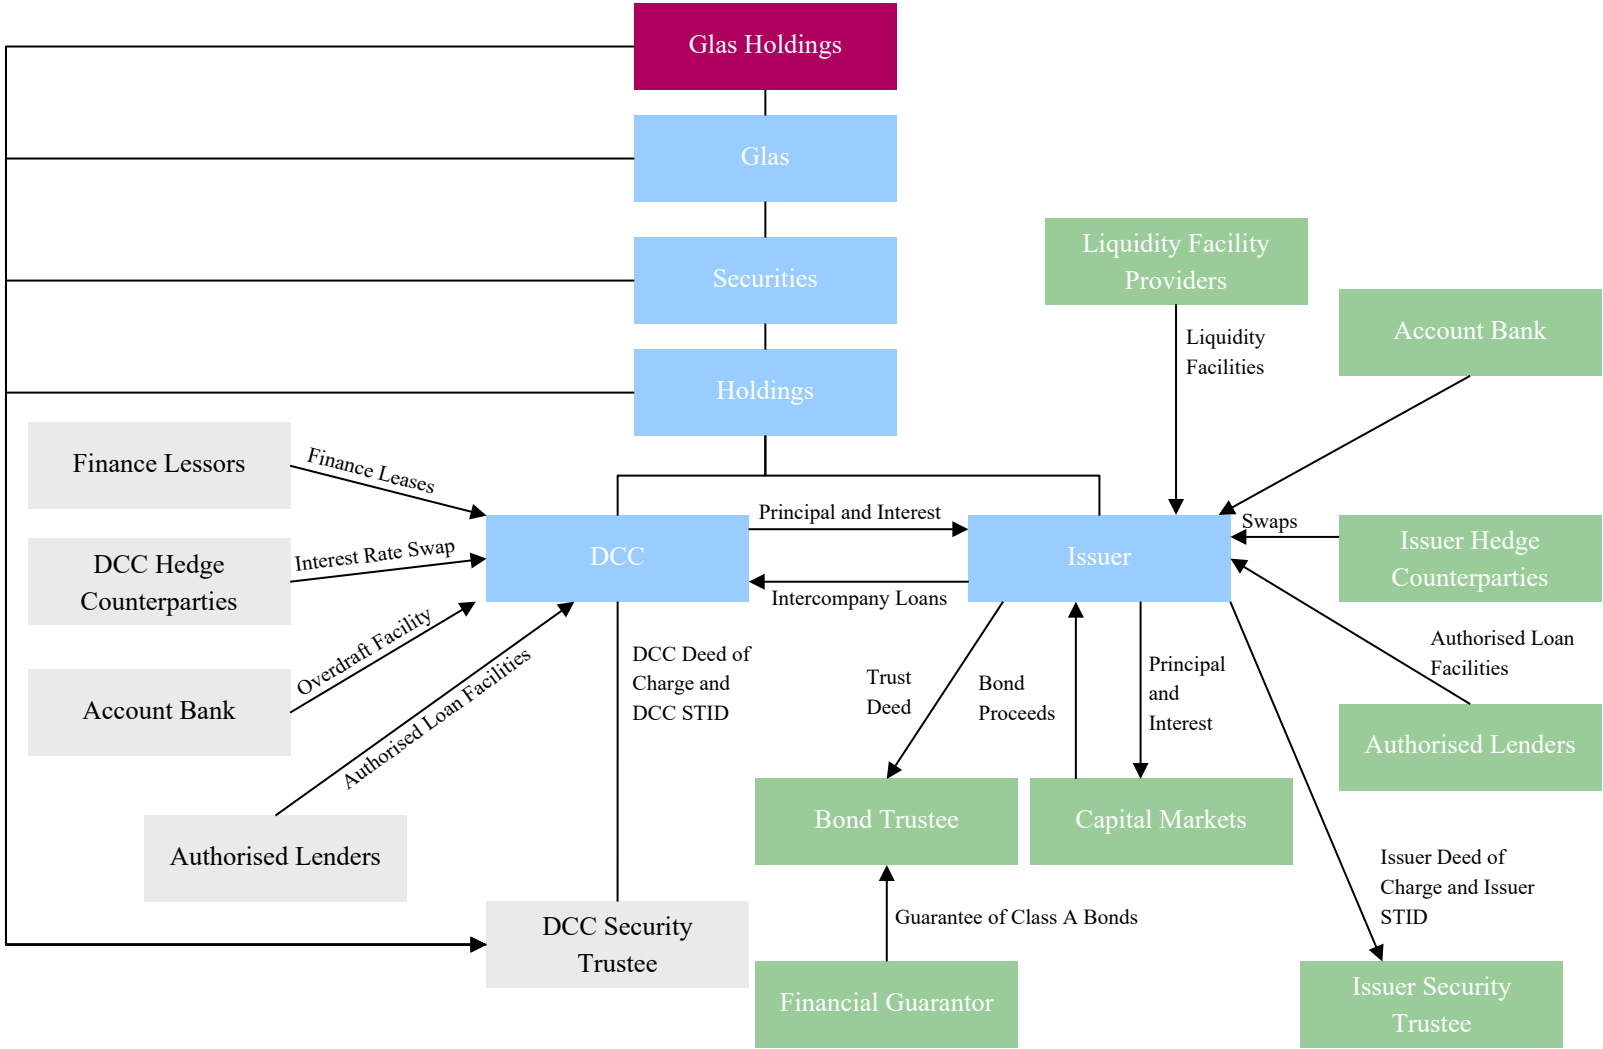 Glas Holdings
Glas
Securities
Holdings
Liquidity Facility
Providers
Liquidity
Facilities
Account Bank
Finance Lessors
Finance Leases
DCC Hedge
Counterparties
Interest Rate Swap
Account Bank
Overdraft Facility
Authorised Lenders
Authorised Loan Facilities
DCC
Principal and Interest
Intercompany Loans
Issuer
Swaps
Issuer Hedge
Counterparties
Authorised Loan
Facilities
Authorised Lenders
DCC Deed of
Charge and
DCC STID
Trust
Deed
Bond
Proceeds
Principal
and
Interest
Bond Trustee
Capital Markets
Issuer Deed of
Charge and Issuer
STID
Guarantee of Class A Bonds
DCC Security
Trustee
Financial Guarantor
Issuer Security
Trustee